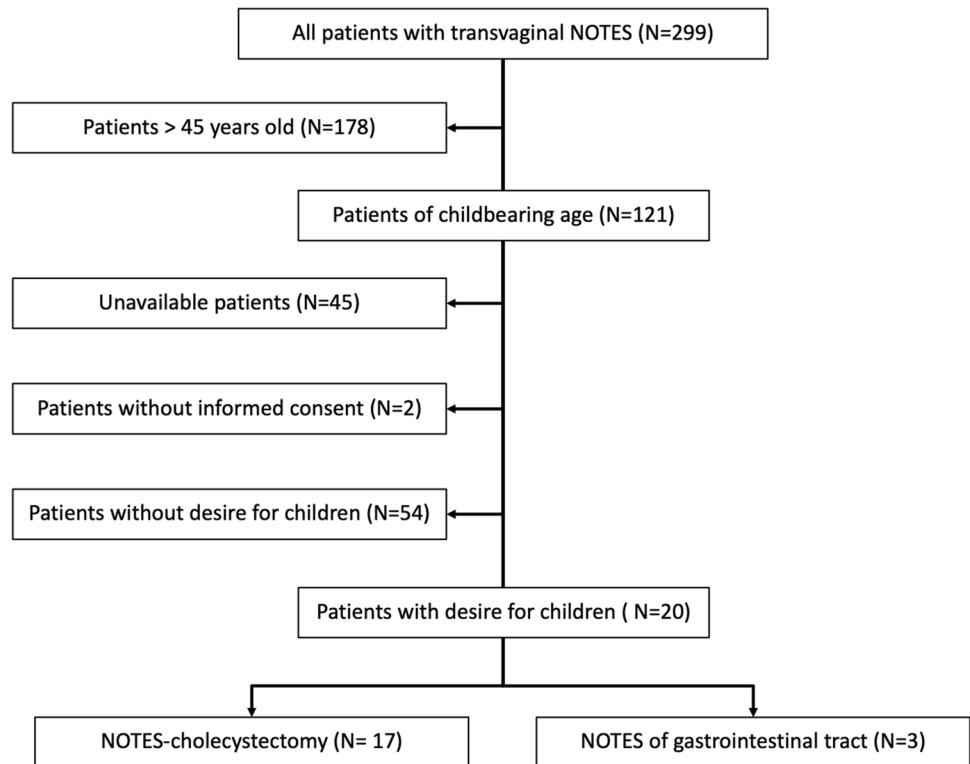 All patients with transvaginal NOTES (N=299)
Patients > 45 years old (N=178)
Patients of childbearing age (N=121)
Unavailable patients (N=45)
Patients without informed consent (N=2)
Patients without desire for children (N=54)
Patients with desire for children ( N=20)
NOTES-cholecystectomy (N= 17)
NOTES of gastrointestinal tract (N=3)